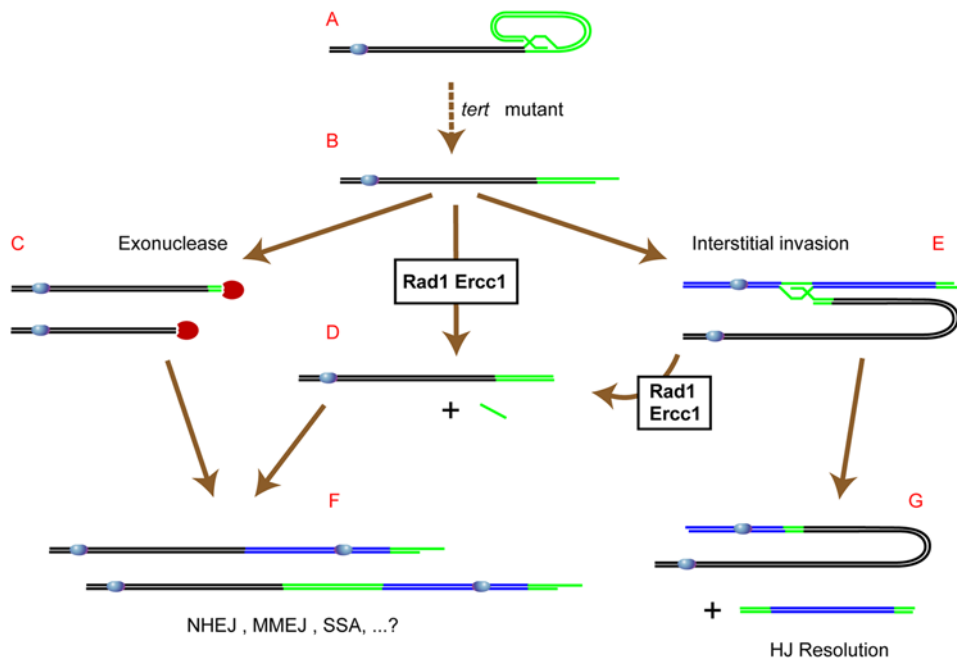 A
tert mutant
B
C
Exonuclease
Interstitial invasion
E
Rad1 Ercc1
D
Rad1
Ercc1
+
F
G
+
NHEJ , MMEJ , SSA, ...?
HJ Resolution